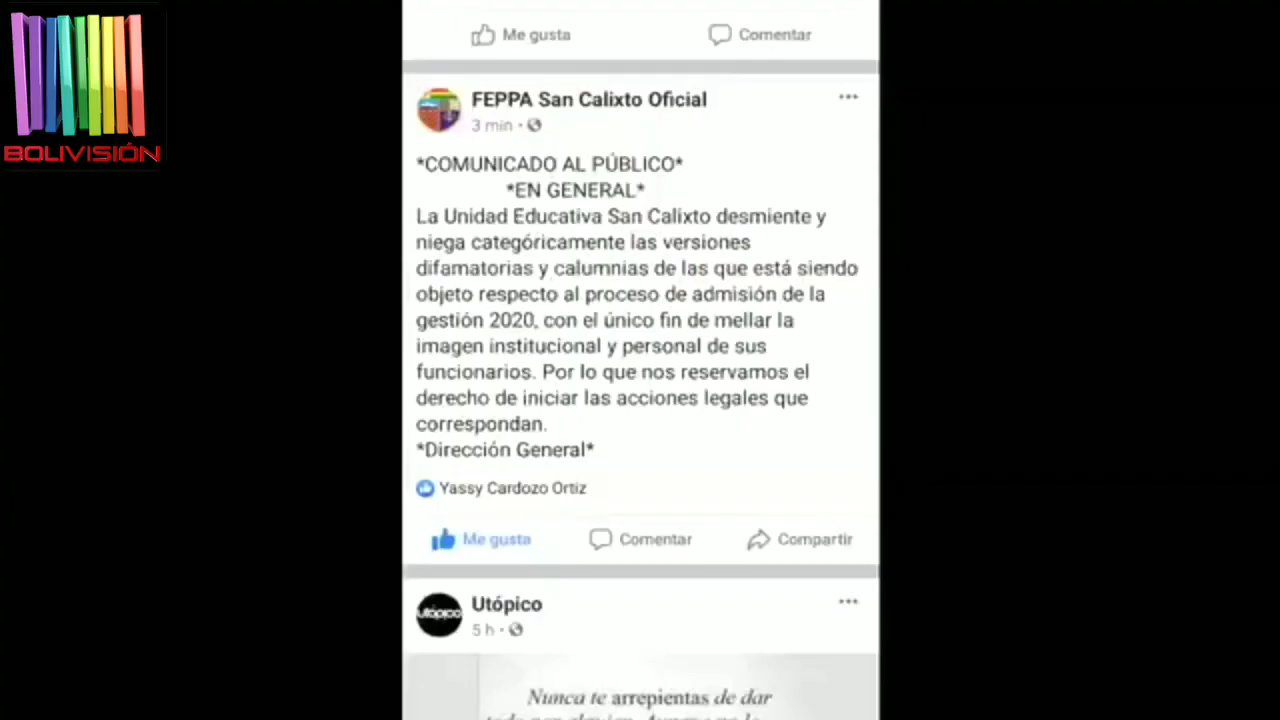 BOLIVISIÓN
Me gusta Comentar
FEPPA San Calixto Oficial
3 min
*COMUNICADO AL PÚBLICO*
*EN GENERAL*
La Unidad Educativa San Calixto desmiente y
niega categóricamente las versiones
difamatorias y calumnias de las que está siendo
objeto respecto al proceso de admisión de la
gestión 2020, con el único fin de mellar la
imagen institucional y personal de sus
funcionarios. Por lo que nos reservamos el
derecho de iniciar las acciones legales que
correspondan.
*Dirección General*
Yassy Cardozo Ortiz
Me gusta Comentar Compartir
Utópico
utópico
5 h
Nunca te arrepientas de dar